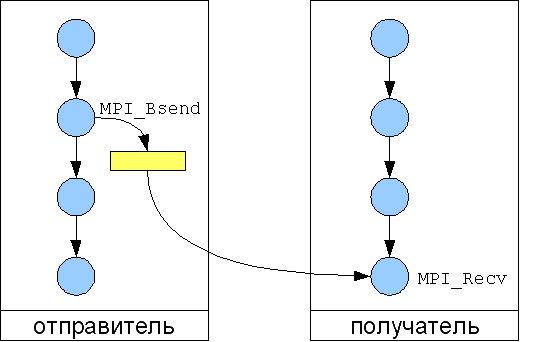 MPI_Bsend
MPI_Recv
отправитель
получатель